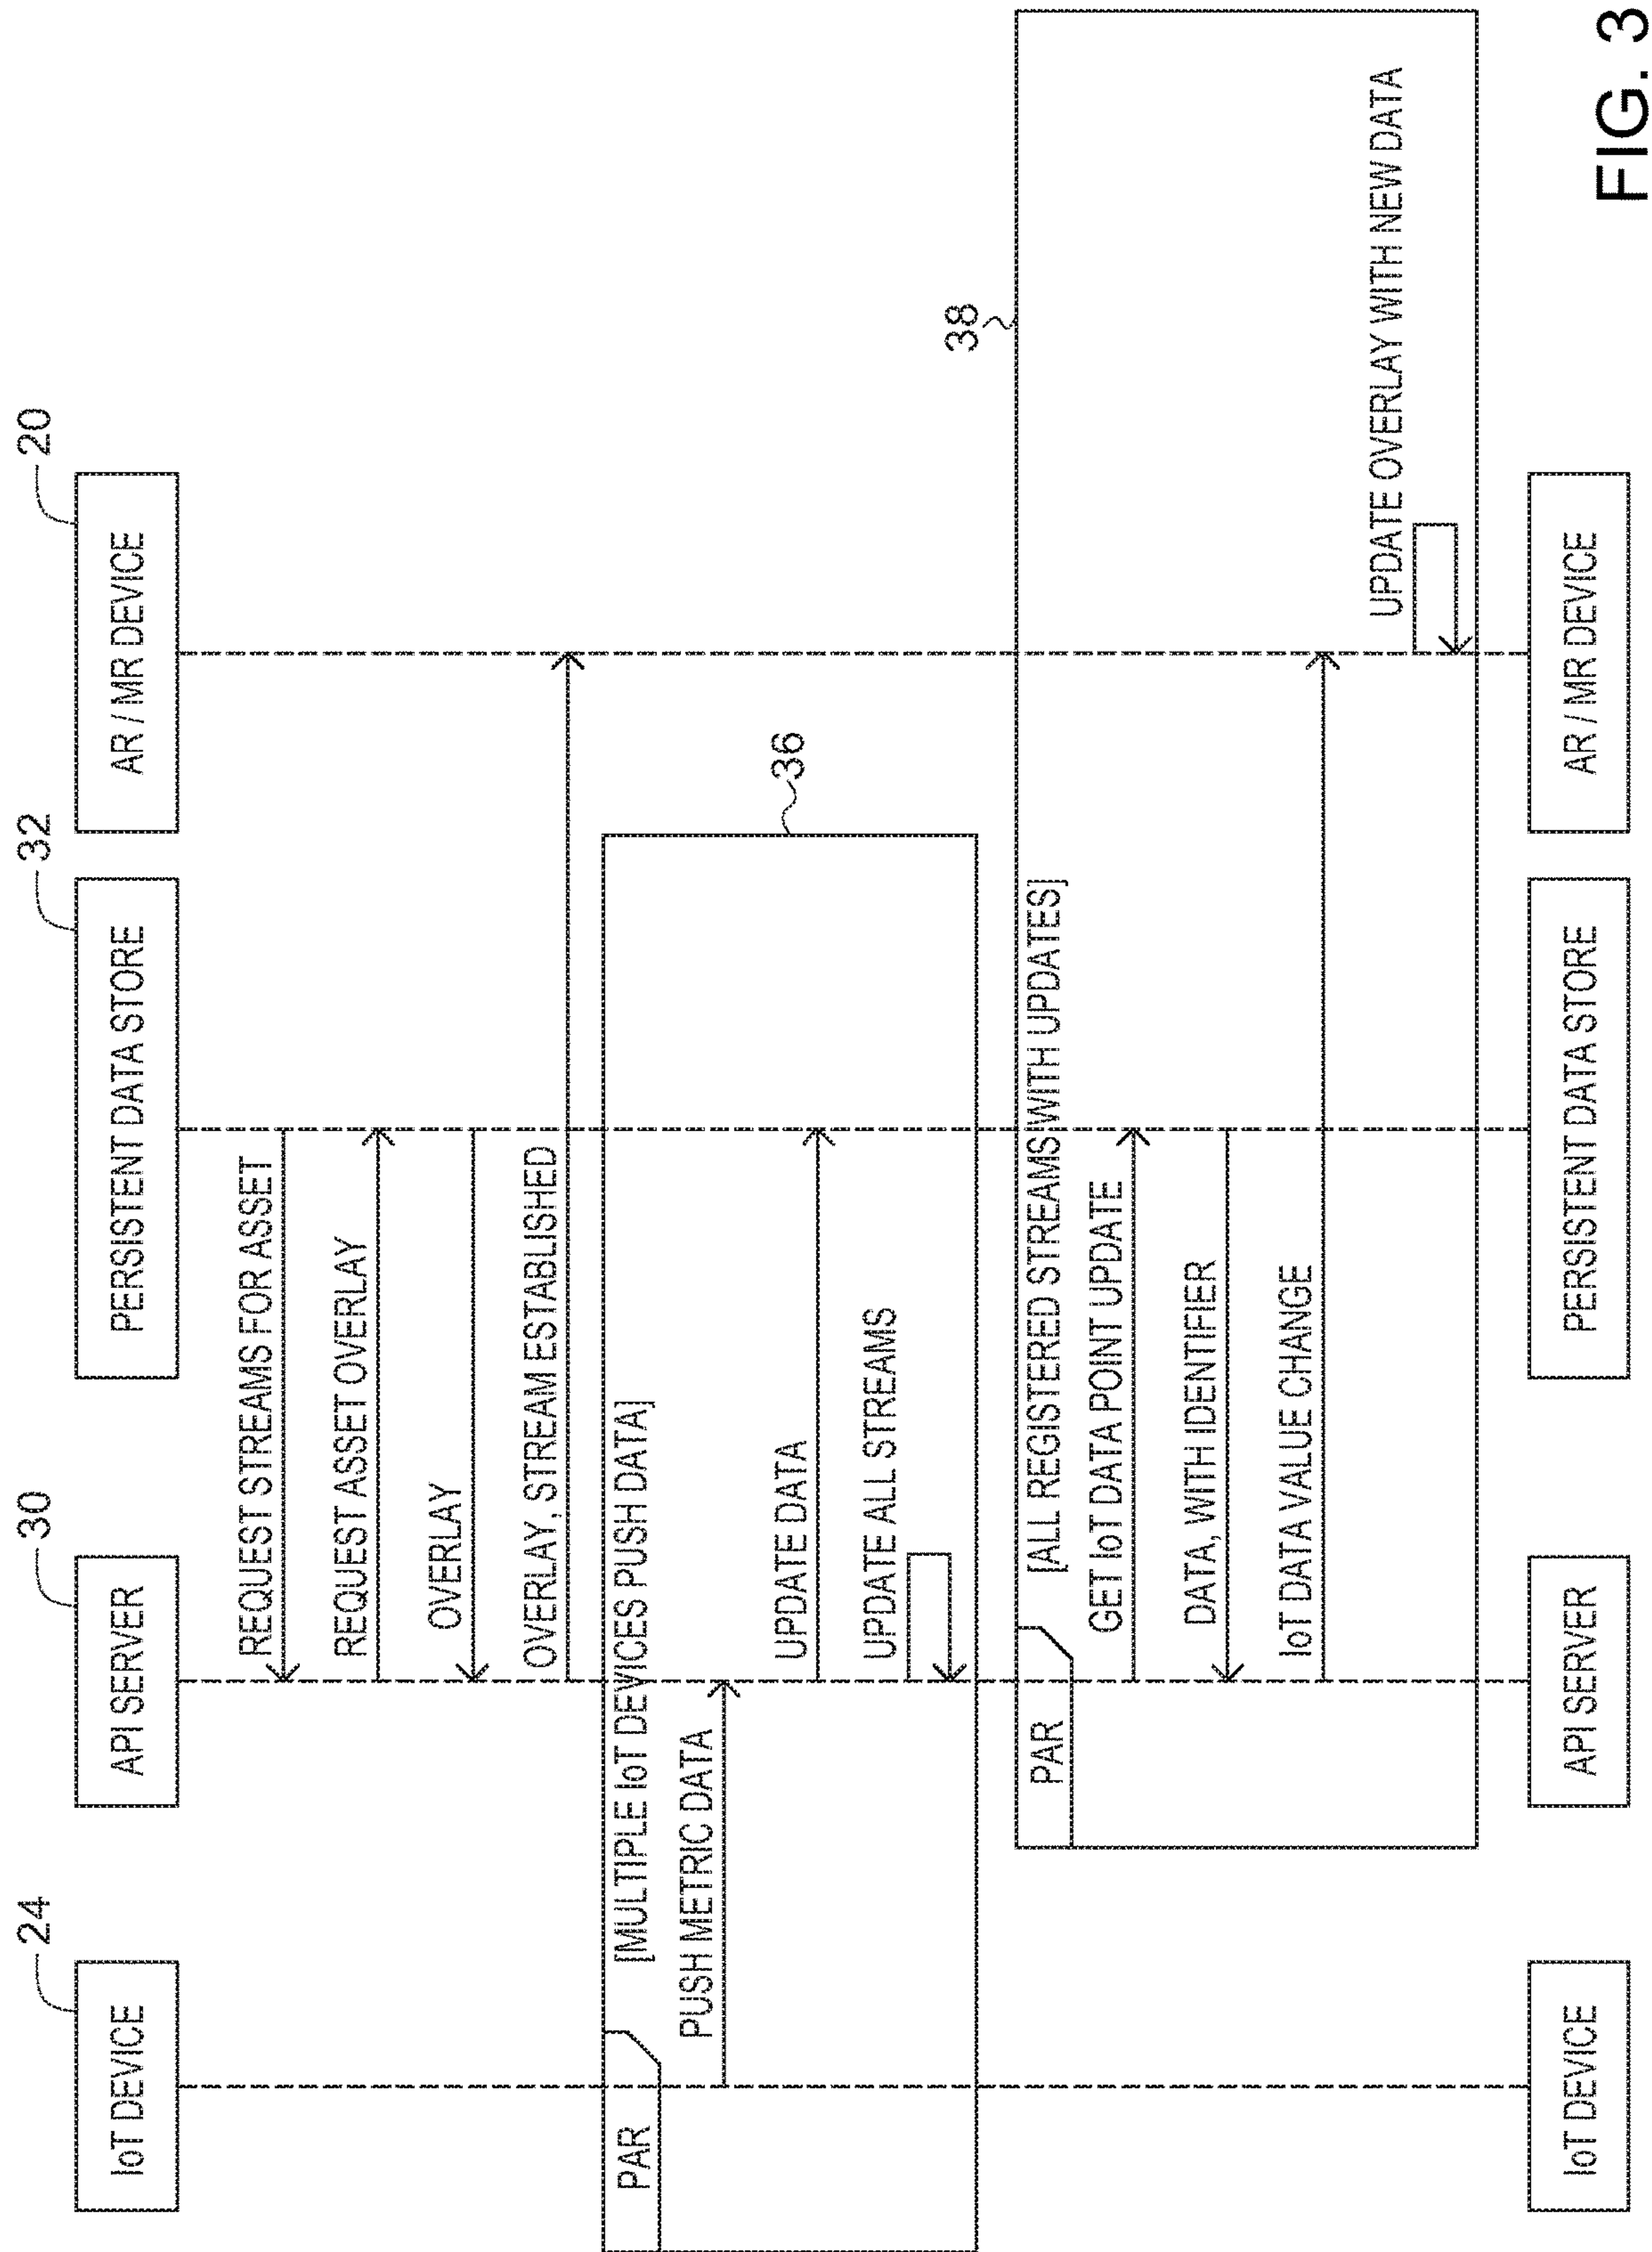 24
30
32
20
IoT DEVICE
API SERVER
PERSISTENT DATA STORE
AR / MR DEVICE
REQUEST STREAMS FOR ASSET
REQUEST ASSET OVERLAY
OVERLAY
OVERLAY, STREAM ESTABLISHED
PAR
[MULTIPLE IoT DEVICES PUSH DATA]
36
PUSH METRIC DATA
UPDATE DATA
UPDATE ALL STREAMS
38
PAR
[ALL REGISTERED STREAMS WITH UPDATES]
GET IoT DATA POINT UPDATE
DATA, WITH IDENTIFIER
IoT DATA VALUE CHANGE
UPDATE OVERLAY WITH NEW DATA
IoT DEVICE
API SERVER
PERSISTENT DATA STORE
AR / MR DEVICE
FIG. 3